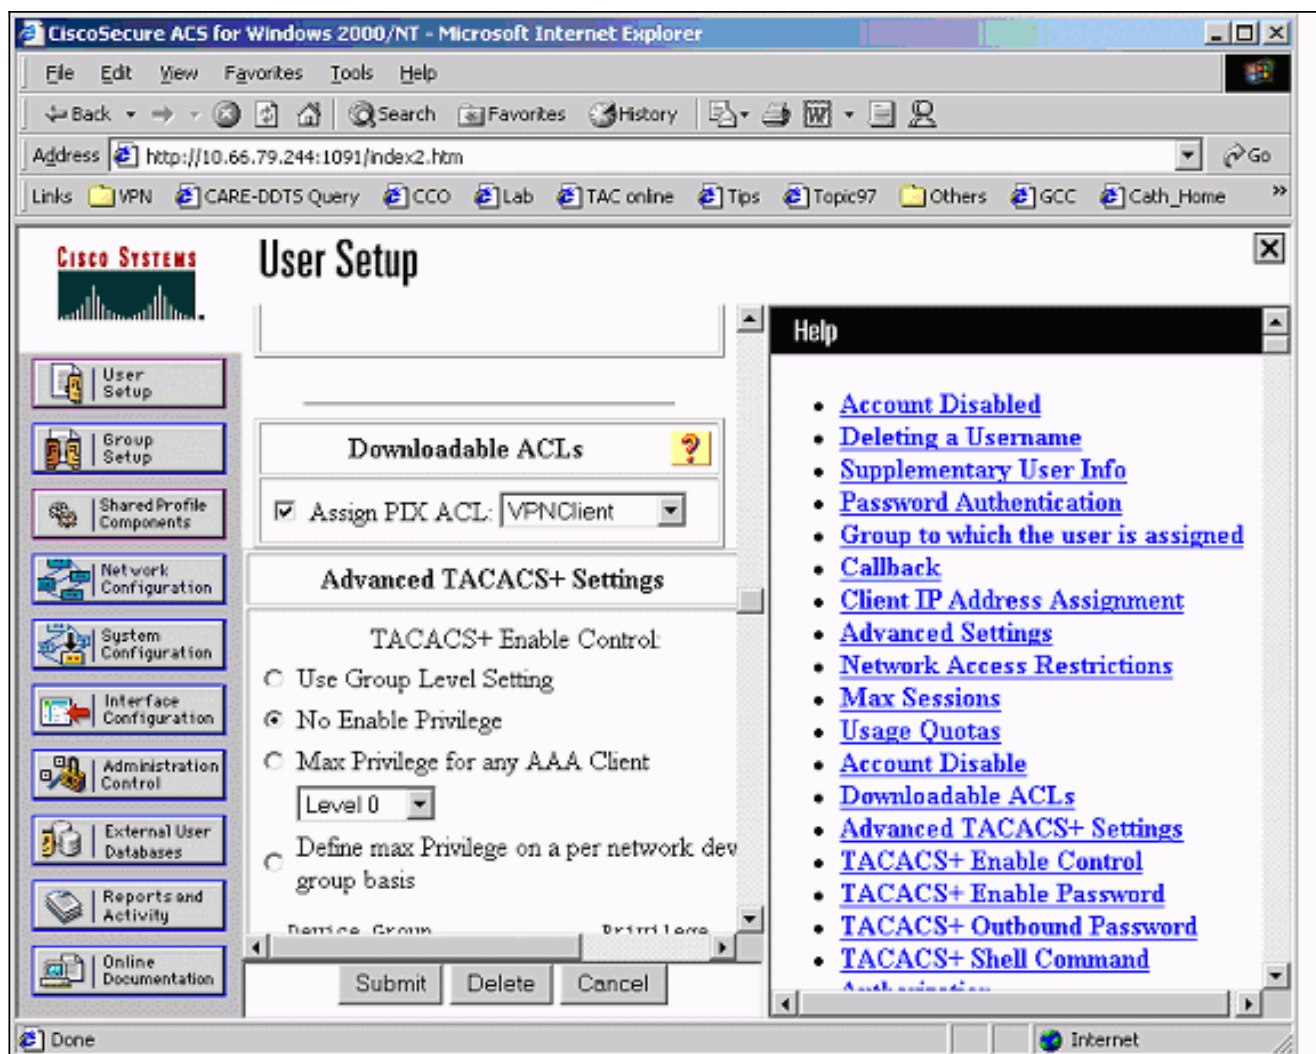 CiscoSecure ACS for Windows 2000/NT - Microsoft Internet Explorer
File Edit View Favorites Tools Help
Back Search Favorites History
Address http://10.66.79.244:1091/index2.htm Go
Links VPN CARE-DDTS Query CCO Lab TAC online Tips Topic97 Others GCC Cath_Home »
CISCO SYSTEMS
User Setup
User
Setup
Group
Setup
Shared Profile
Components
Network
Configuration
System
Configuration
Interface
Configuration
Administration
Control
External User
Databases
Reports and
Activity
Online
Documentation
Downloadable ACLs
Assign PIX ACL: VPNClient
Advanced TACACS+ Settings
TACACS+ Enable Control:
Use Group Level Setting
No Enable Privilege
Max Privilege for any AAA Client
Level 0
Define max Privilege on a per network dev
group basis
Device Group Privilege
Submit Delete Cancel
Help
Account Disabled
Deleting a Username
Supplementary User Info
Password Authentication
Group to which the user is assigned
Callback
Client IP Address Assignment
Advanced Settings
Network Access Restrictions
Max Sessions
Usage Quotas
Account Disable
Downloadable ACLs
Advanced TACACS+ Settings
TACACS+ Enable Control
TACACS+ Enable Password
TACACS+ Outbound Password
TACACS+ Shell Command
Authorization
Done Internet